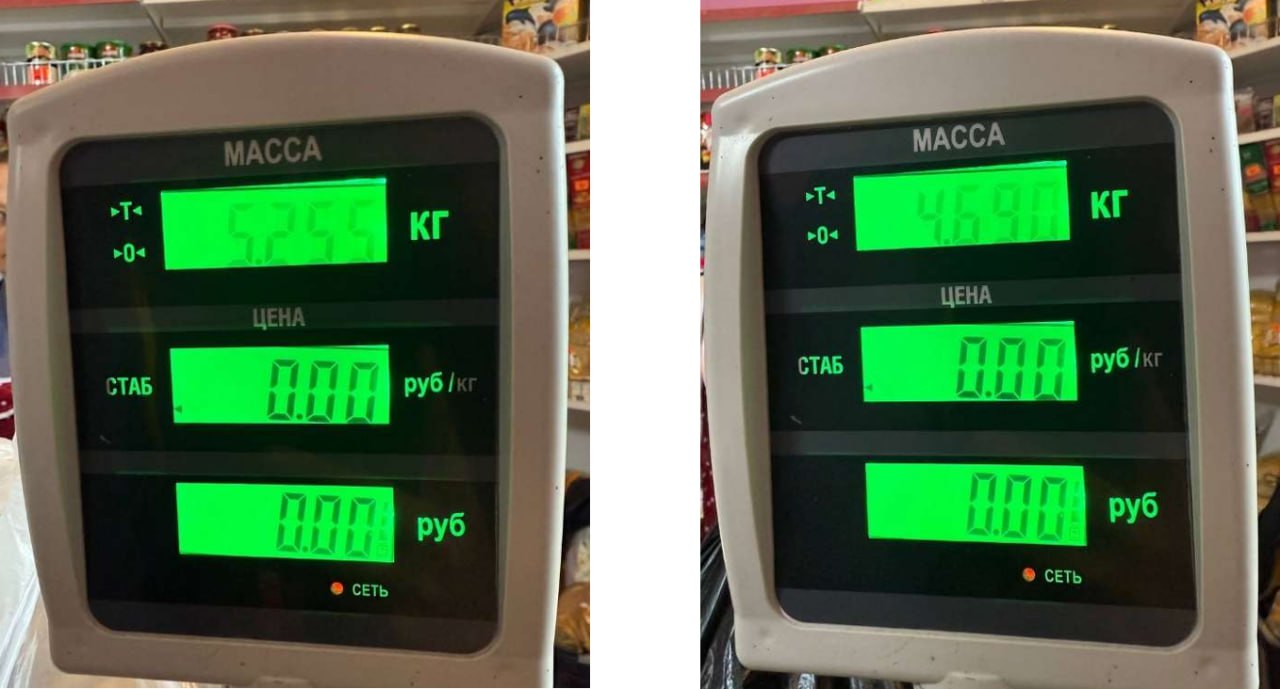 МАССА
▸T◂ 5.255 КГ
▸0◂
ЦЕНА
СТАБ 0.00 руб/кг
0.00 руб
СЕТЬ
МАССА
▸T◂ 4.690 КГ
▸0◂
ЦЕНА
СТАБ 0.00 руб/кг
0.00 руб
СЕТЬ